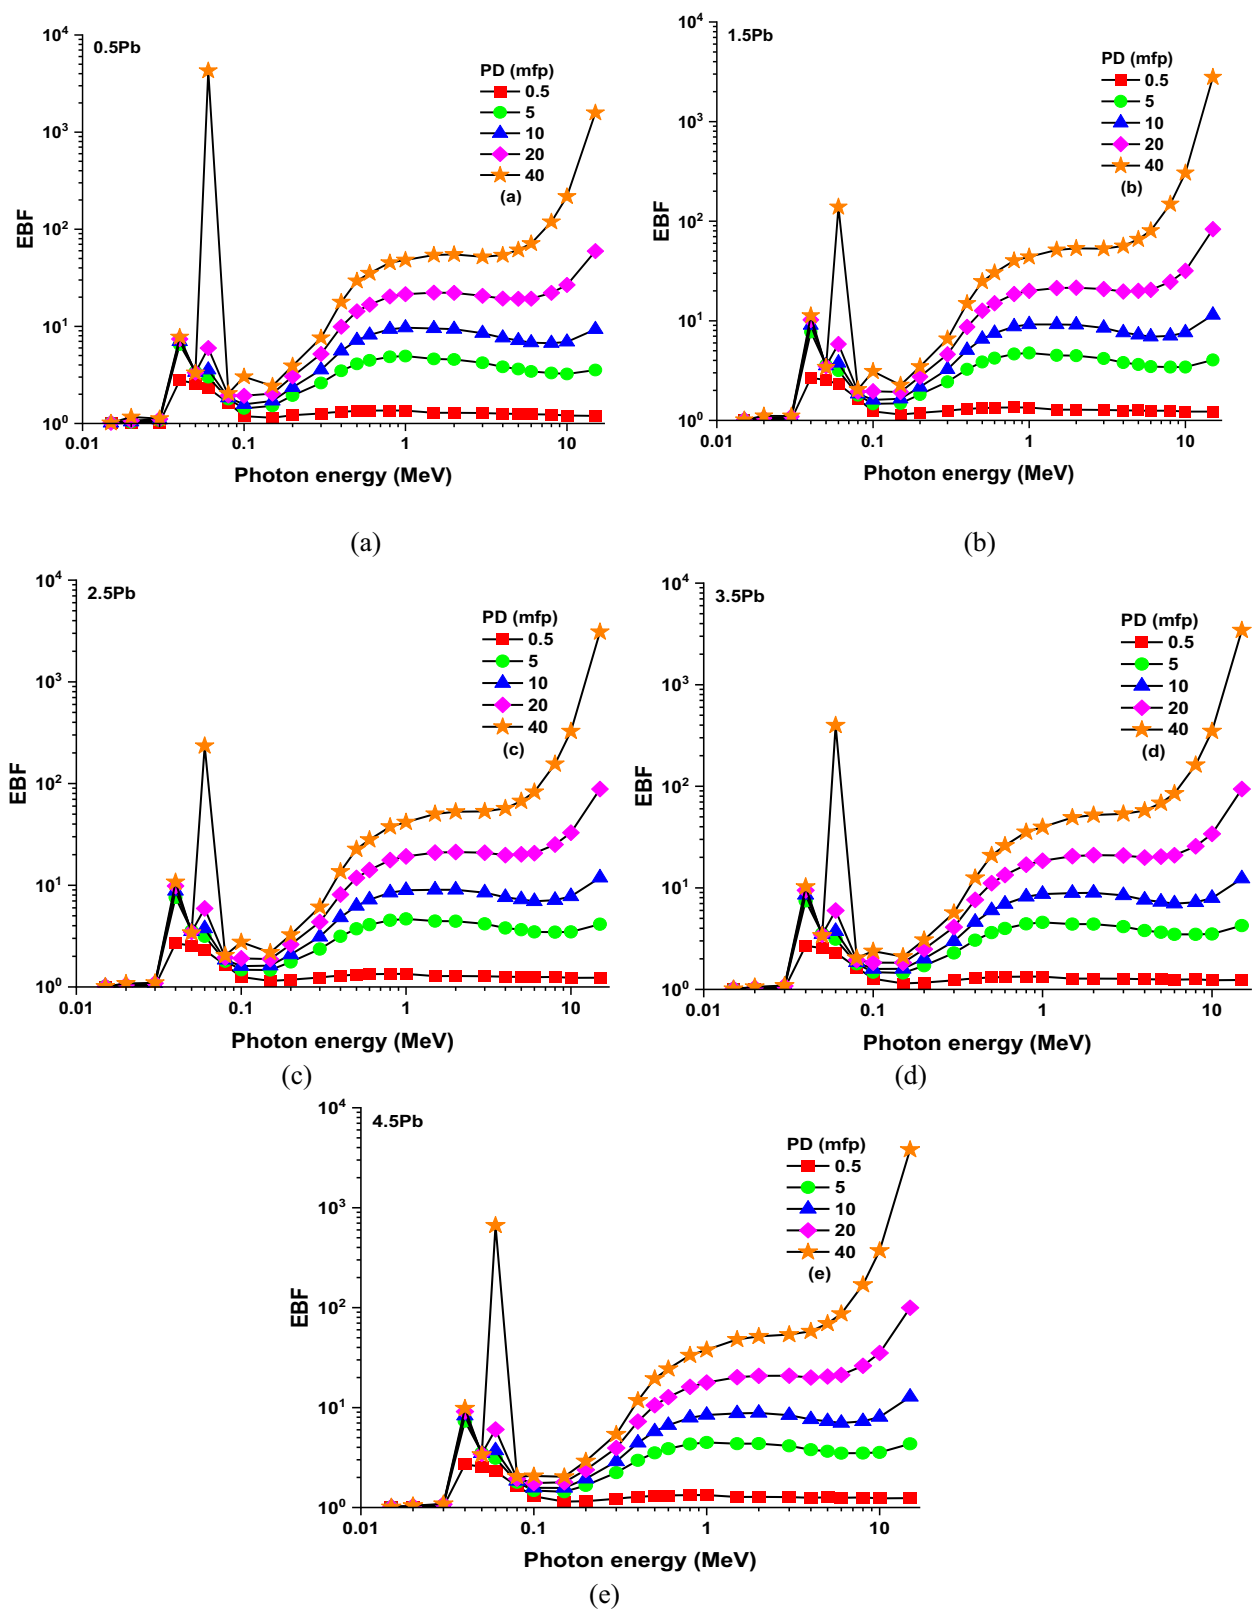 0.5Pb
PD (mfp)
0.5
5
10
20
40
(a)
10⁴
10³
10²
10¹
10⁰
EBF
0.01
0.1
1
10
Photon energy (MeV)
(a)
1.5Pb
PD (mfp)
0.5
5
10
20
40
(b)
10⁴
10³
10²
10¹
10⁰
EBF
0.01
0.1
1
10
Photon energy (MeV)
(b)
2.5Pb
PD (mfp)
0.5
5
10
20
40
(c)
10⁴
10³
10²
10¹
10⁰
EBF
0.01
0.1
1
10
Photon energy (MeV)
(c)
3.5Pb
PD (mfp)
0.5
5
10
20
40
(d)
10⁴
10³
10²
10¹
10⁰
EBF
0.01
0.1
1
10
Photon energy (MeV)
(d)
4.5Pb
PD (mfp)
0.5
5
10
20
40
(e)
10⁴
10³
10²
10¹
10⁰
EBF
0.01
0.1
1
10
Photon energy (MeV)
(e)